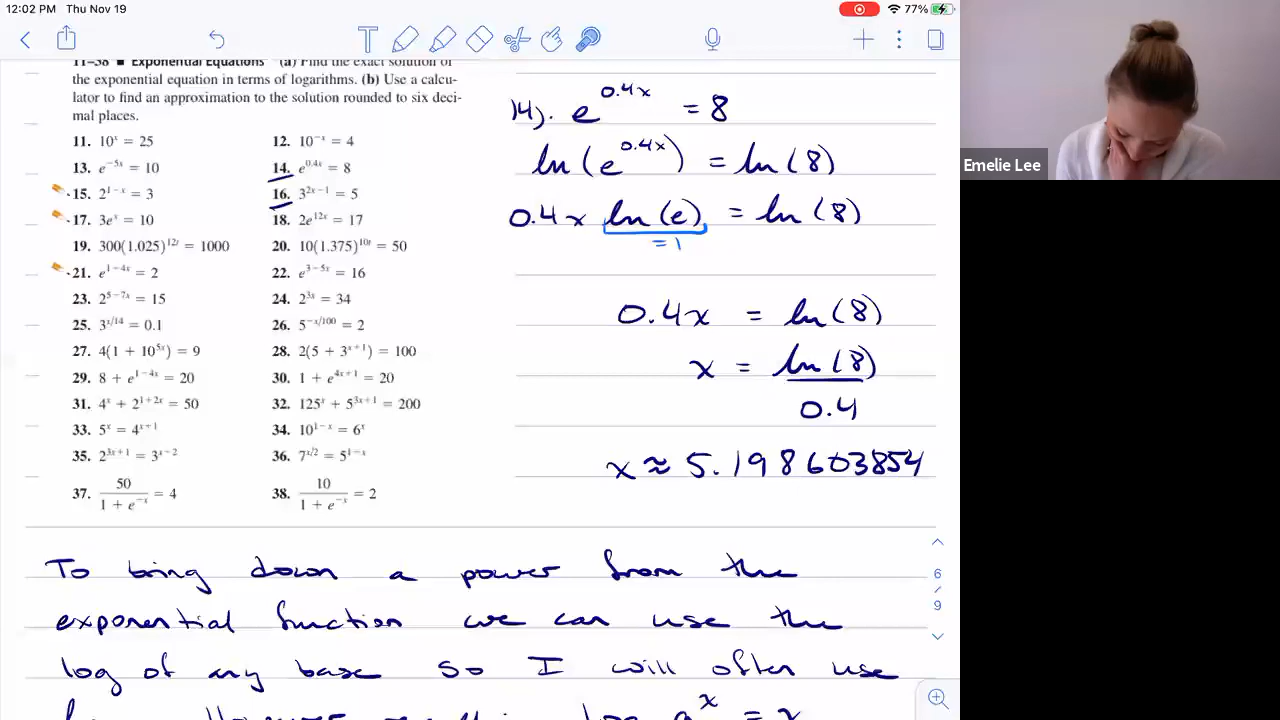 12:02 PM Thu Nov 19
77%
11–38 ■ Exponential Equations (a) Find the exact solution of
the exponential equation in terms of logarithms. (b) Use a calcu-
lator to find an approximation to the solution rounded to six deci-
mal places.
11. 10^x = 25 12. 10^{-x} = 4
13. e^{-5x} = 10 14. e^{0.4x} = 8
15. 2^{1-x} = 3 16. 3^{2x-1} = 5
17. 3e^x = 10 18. 2e^{12x} = 17
19. 300(1.025)^{12t} = 1000 20. 10(1.375)^{10t} = 50
21. e^{1-4x} = 2 22. e^{3-5x} = 16
23. 2^{5-7x} = 15 24. 2^{3x} = 34
25. 3^{x/14} = 0.1 26. 5^{-x/100} = 2
27. 4(1 + 10^{5x}) = 9 28. 2(5 + 3^{x+1}) = 100
29. 8 + e^{1-4x} = 20 30. 1 + e^{4x+1} = 20
31. 4^x + 2^{1+2x} = 50 32. 125^x + 5^{3x+1} = 200
33. 5^x = 4^{x+1} 34. 10^{1-x} = 6^x
35. 2^{3x+1} = 3^{x-2} 36. 7^{x/2} = 5^{1-x}
37. 50/(1 + e^{-x}) = 4 38. 10/(1 + e^{-x}) = 2
14). e^{0.4x} = 8
ln(e^{0.4x}) = ln(8)
0.4x ln(e) = ln(8)
= 1
0.4x = ln(8)
x = ln(8)/0.4
x ≈ 5.198603854
To bring down a power from the
exponential function we can use the
log of any base so I will often use
a^x = x
6
/
9
Emelie Lee